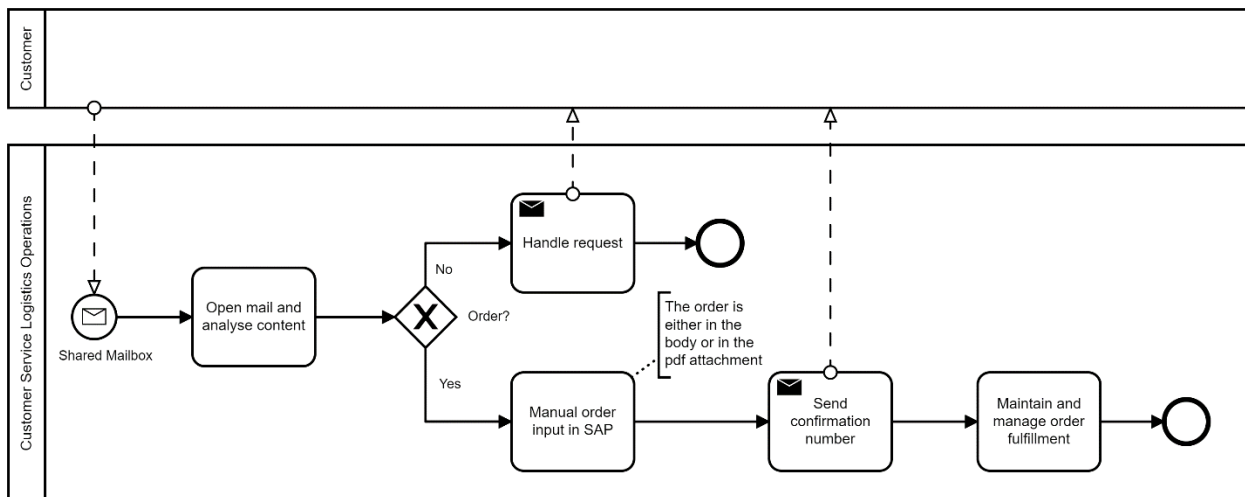 Customer
Customer Service Logistics Operations
Shared Mailbox
Open mail and
analyse content
Order?
No
Handle request
Yes
Manual order
input in SAP
The order is
either in the
body or in the
pdf attachment
Send
confirmation
number
Maintain and
manage order
fulfillment